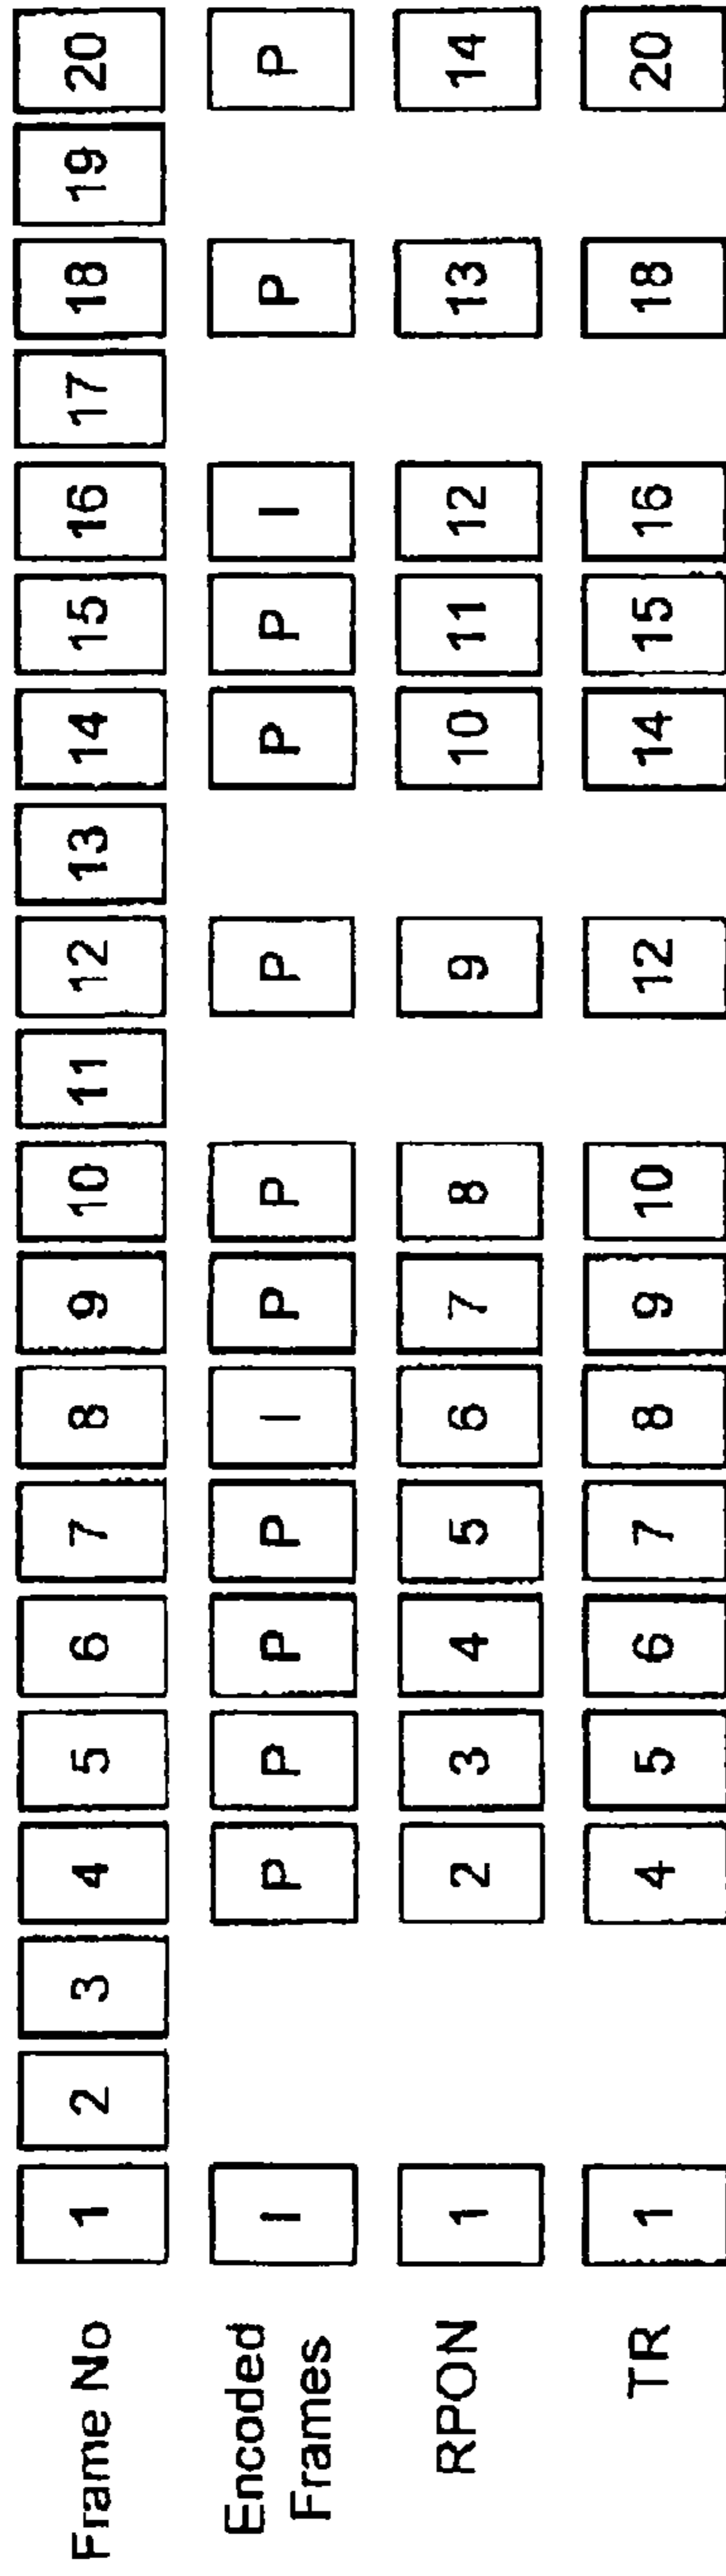 Frame No 1 2 3 4 5 6 7 8 9 10 11 12 13 14 15 16 17 18 19 20
Encoded Frames I P P P P I P P P P P I P P
RPON 1 2 3 4 5 6 7 8 9 10 11 12 13 14
TR 1 4 5 6 7 8 9 10 12 14 15 16 18 20